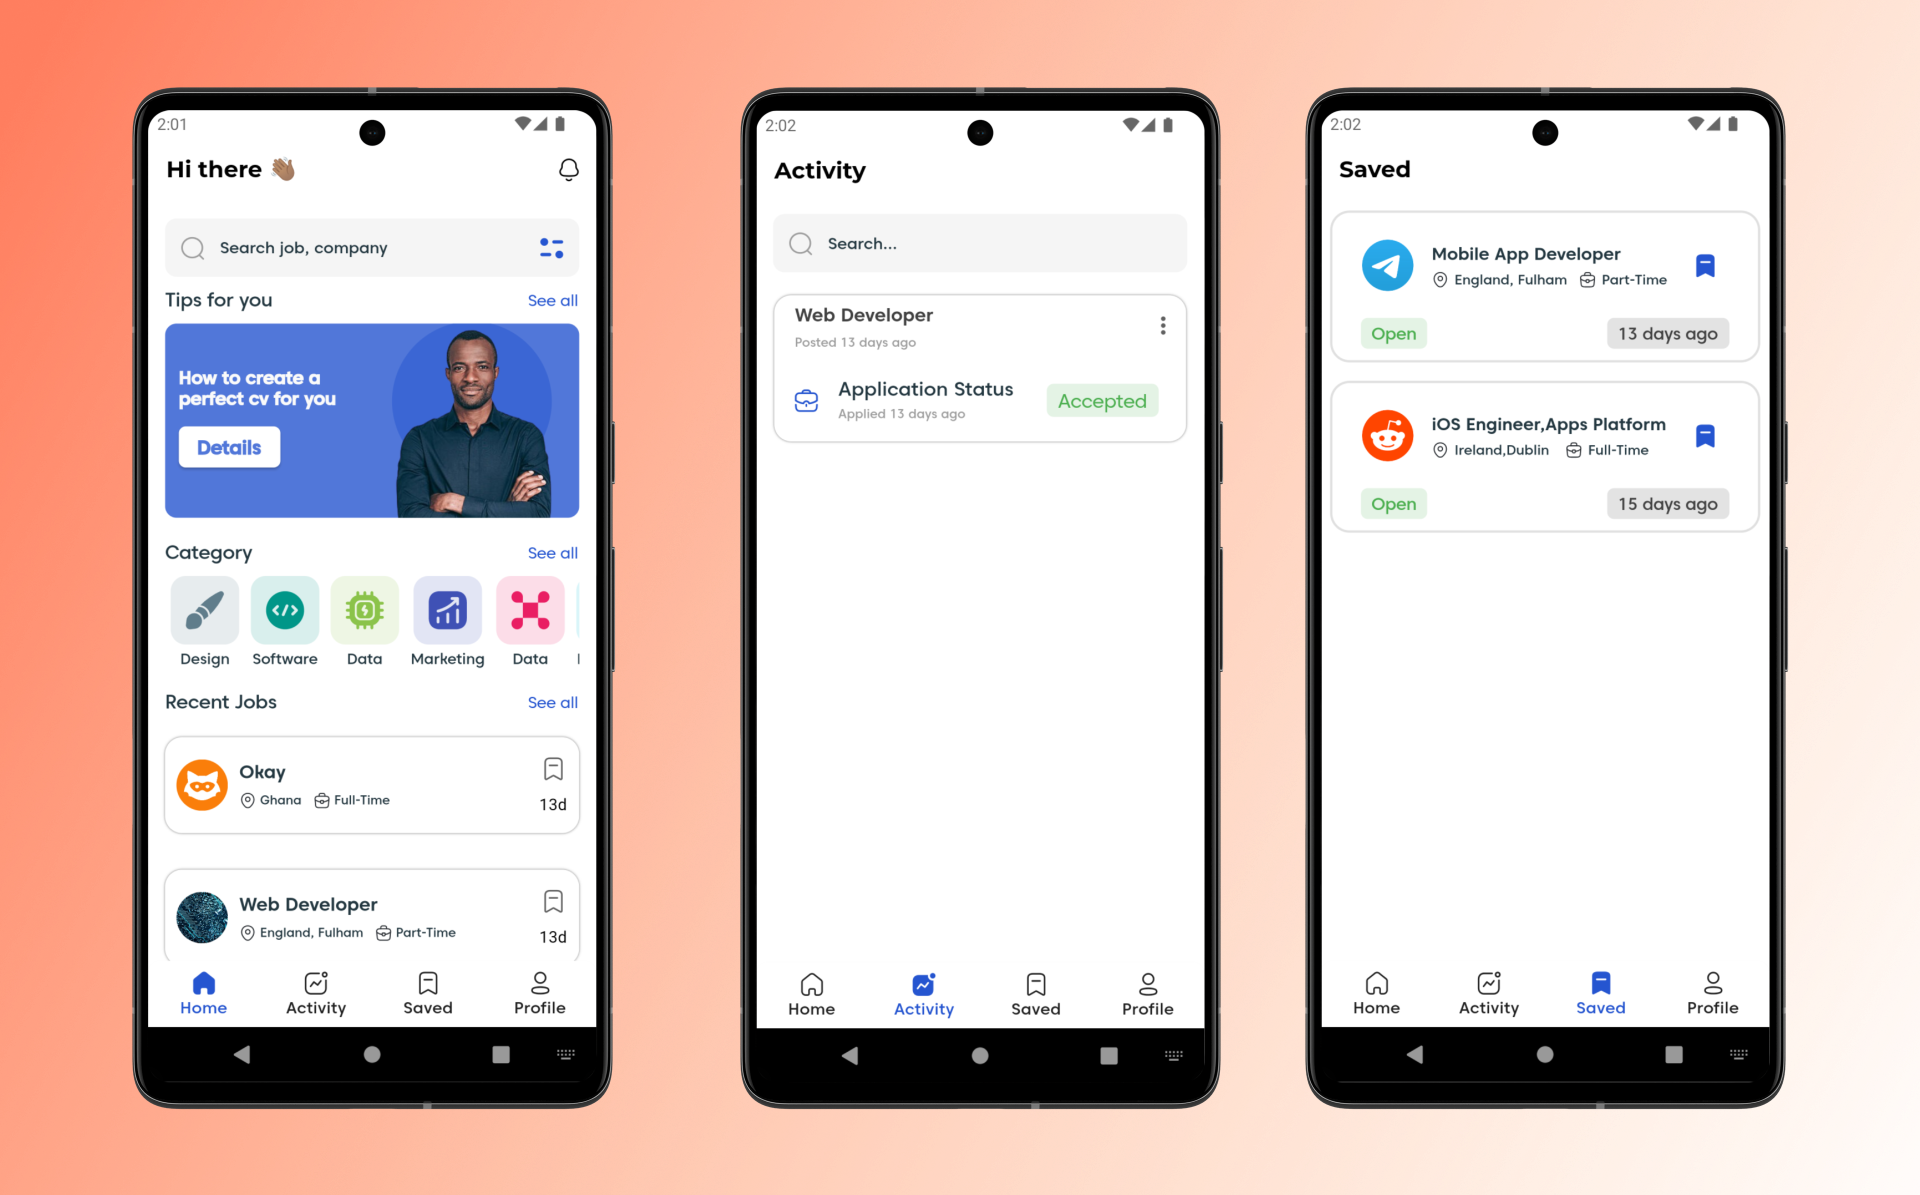 2:01
Hi there
Search job, company
Tips for you See all
How to create a
perfect cv for you
Details
Category See all
Design Software Data Marketing Data
Recent Jobs See all
Okay
Ghana Full-Time
13d
Web Developer
England, Fulham Part-Time
13d
Home Activity Saved Profile
2:02
Activity
Search...
Web Developer
Posted 13 days ago
Application Status
Applied 13 days ago
Accepted
Home Activity Saved Profile
2:02
Saved
Mobile App Developer
England, Fulham Part-Time
Open 13 days ago
iOS Engineer,Apps Platform
Ireland,Dublin Full-Time
Open 15 days ago
Home Activity Saved Profile